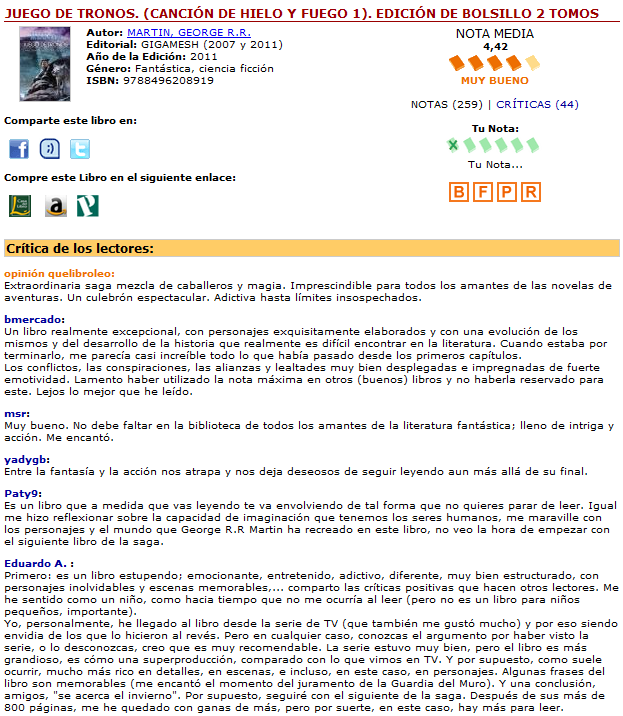 JUEGO DE TRONOS. (CANCIÓN DE HIELO Y FUEGO 1). EDICIÓN DE BOLSILLO 2 TOMOS
Autor: MARTIN, GEORGE R.R.
Editorial: GIGAMESH (2007 y 2011)
Año de la Edición: 2011
Género: Fantástica, ciencia ficción
ISBN: 9788496208919
NOTA MEDIA
4,42
MUY BUENO
NOTAS (259) | CRÍTICAS (44)
Tu Nota:
Tu Nota...
B F P R
Comparte este libro en:
Compre este Libro en el siguiente enlace:
Crítica de los lectores:
opinión quelibroleo:
Extraordinaria saga mezcla de caballeros y magia. Imprescindible para todos los amantes de las novelas de
aventuras. Un culebrón espectacular. Adictiva hasta límites insospechados.
bmercado:
Un libro realmente excepcional, con personajes exquisitamente elaborados y con una evolución de los
mismos y del desarrollo de la historia que realmente es difícil encontrar en la literatura. Cuando estaba por
terminarlo, me parecía casi increíble todo lo que había pasado desde los primeros capítulos.
Los conflictos, las conspiraciones, las alianzas y lealtades muy bien desplegadas e impregnadas de fuerte
emotividad. Lamento haber utilizado la nota máxima en otros (buenos) libros y no haberla reservado para
este. Lejos lo mejor que he leído.
msr:
Muy bueno. No debe faltar en la biblioteca de todos los amantes de la literatura fantástica; lleno de intriga y
acción. Me encantó.
yadygb:
Entre la fantasía y la acción nos atrapa y nos deja deseosos de seguir leyendo aun más allá de su final.
Paty9:
Es un libro que a medida que vas leyendo te va envolviendo de tal forma que no quieres parar de leer. Igual
me hizo reflexionar sobre la capacidad de imaginación que tenemos los seres humanos, me maraville con
los personajes y el mundo que George R.R Martin ha recreado en este libro, no veo la hora de empezar con
el siguiente libro de la saga.
Eduardo A. :
Primero: es un libro estupendo; emocionante, entretenido, adictivo, diferente, muy bien estructurado, con
personajes inolvidables y escenas memorables,... comparto las críticas positivas que hacen otros lectores. Me
he sentido como un niño, como hacia tiempo que no me ocurría al leer (pero no es un libro para niños
pequeños, importante).
Yo, personalmente, he llegado al libro desde la serie de TV (que también me gustó mucho) y por eso siendo
envidia de los que lo hicieron al revés. Pero en cualquier caso, conozcas el argumento por haber visto la
serie, o lo desconozcas, creo que es muy recomendable. La serie estuvo muy bien, pero el libro es más
grandioso, es cómo una superproducción, comparado con lo que vimos en TV. Y por supuesto, como suele
ocurrir, mucho más rico en detalles, en escenas, e incluso, en este caso, en personajes. Algunas frases del
libro son memorables (me encantó el momento del juramento de la Guardia del Muro). Y una conclusión,
amigos, "se acerca el invierno". Por supuesto, seguiré con el siguiente de la saga. Después de sus más de
800 páginas, me he quedado con ganas de más, pero por suerte, en este caso, hay más para leer.